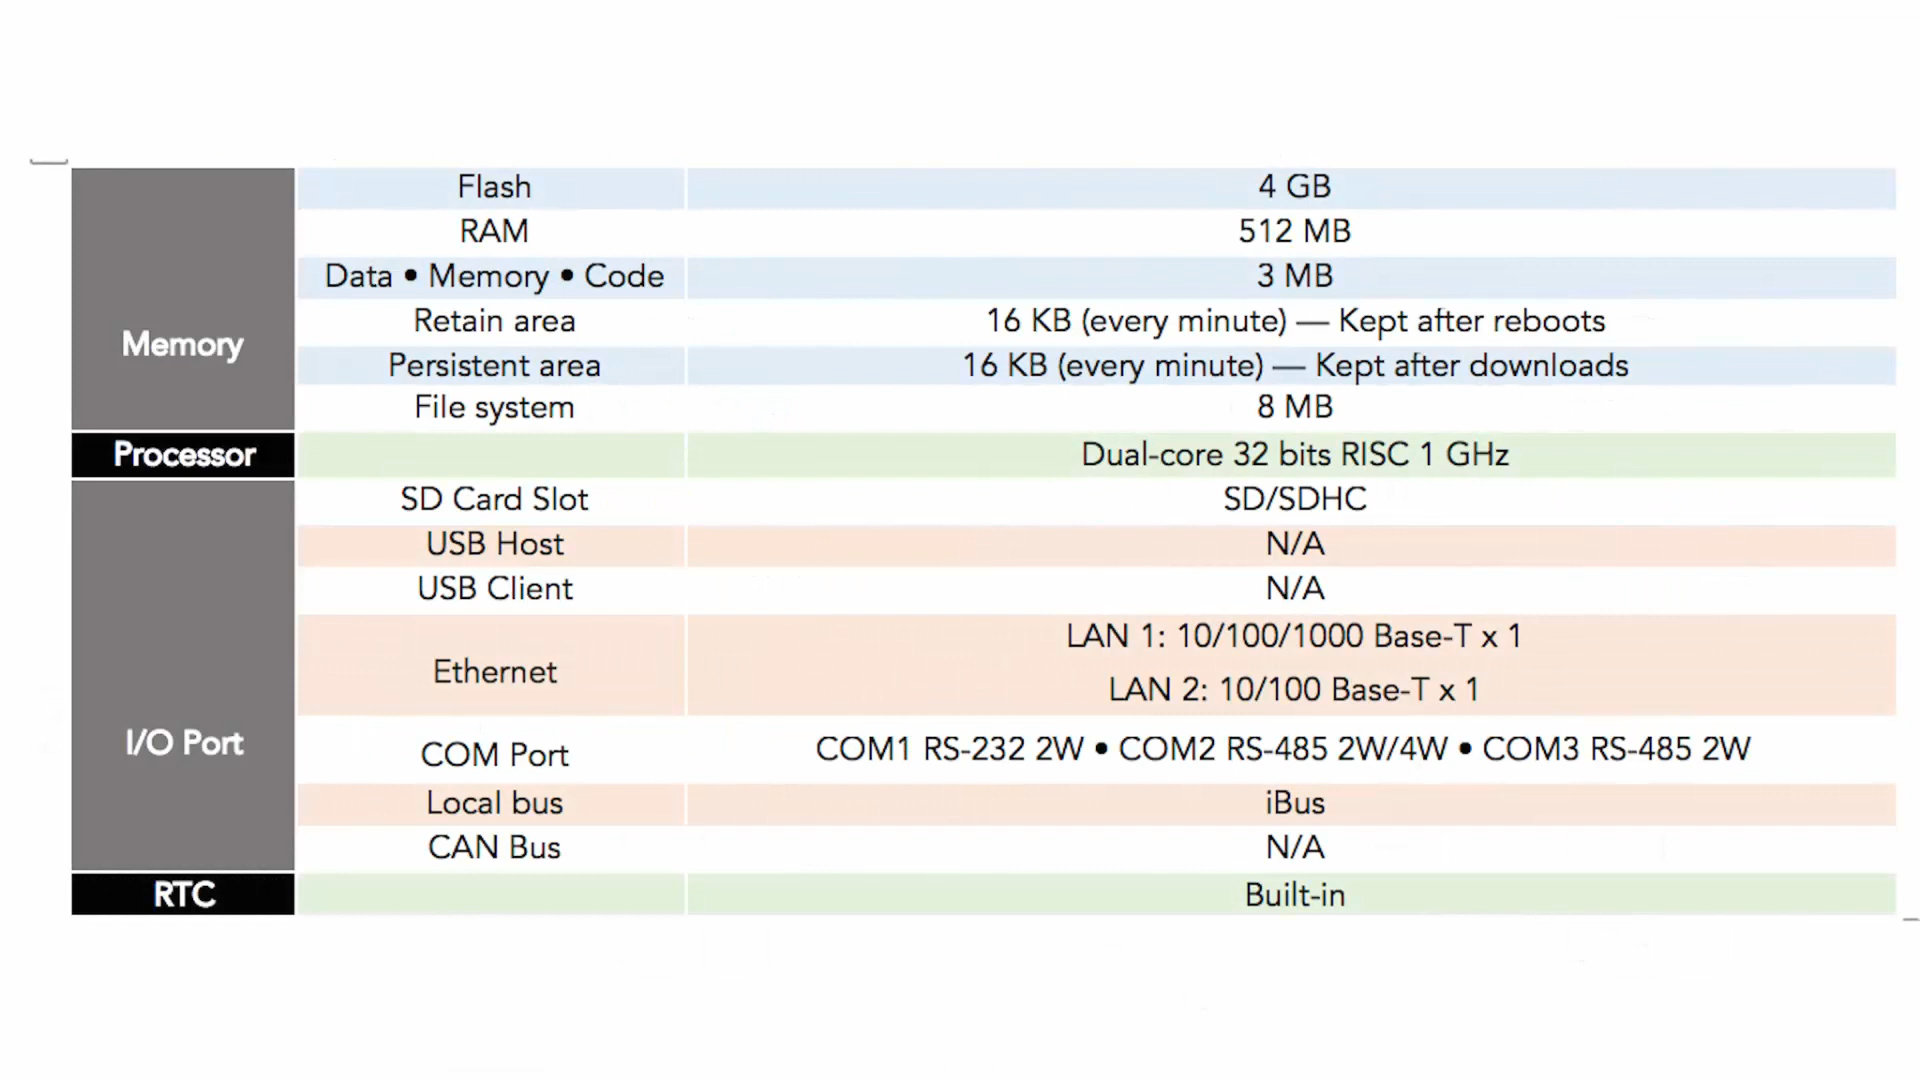 Memory
Flash 4 GB
RAM 512 MB
Data • Memory • Code 3 MB
Retain area 16 KB (every minute) — Kept after reboots
Persistent area 16 KB (every minute) — Kept after downloads
File system 8 MB
Processor Dual-core 32 bits RISC 1 GHz
I/O Port
SD Card Slot SD/SDHC
USB Host N/A
USB Client N/A
Ethernet
LAN 1: 10/100/1000 Base-T x 1
LAN 2: 10/100 Base-T x 1
COM Port COM1 RS-232 2W • COM2 RS-485 2W/4W • COM3 RS-485 2W
Local bus iBus
CAN Bus N/A
RTC Built-in